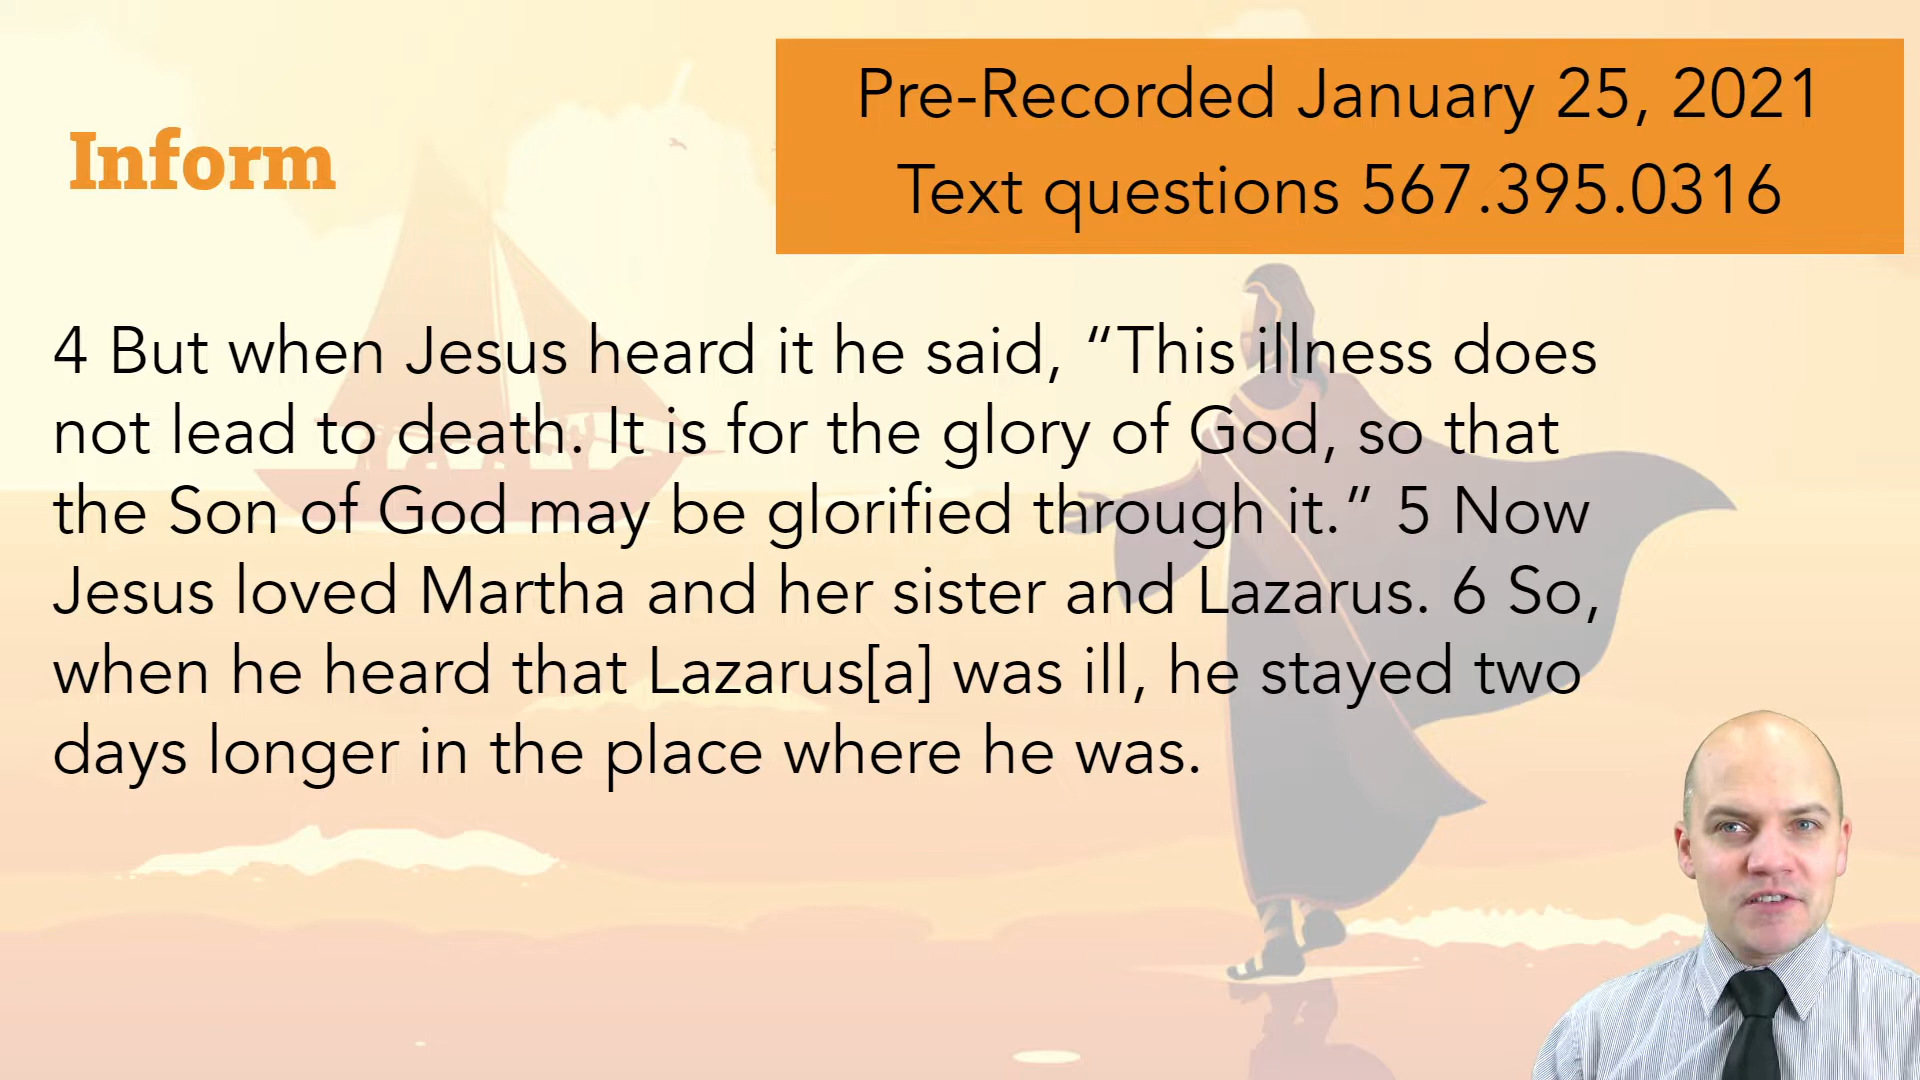 Inform
Pre-Recorded January 25, 2021
Text questions 567.395.0316
4 But when Jesus heard it he said, “This illness does
not lead to death. It is for the glory of God, so that
the Son of God may be glorified through it.” 5 Now
Jesus loved Martha and her sister and Lazarus. 6 So,
when he heard that Lazarus[a] was ill, he stayed two
days longer in the place where he was.